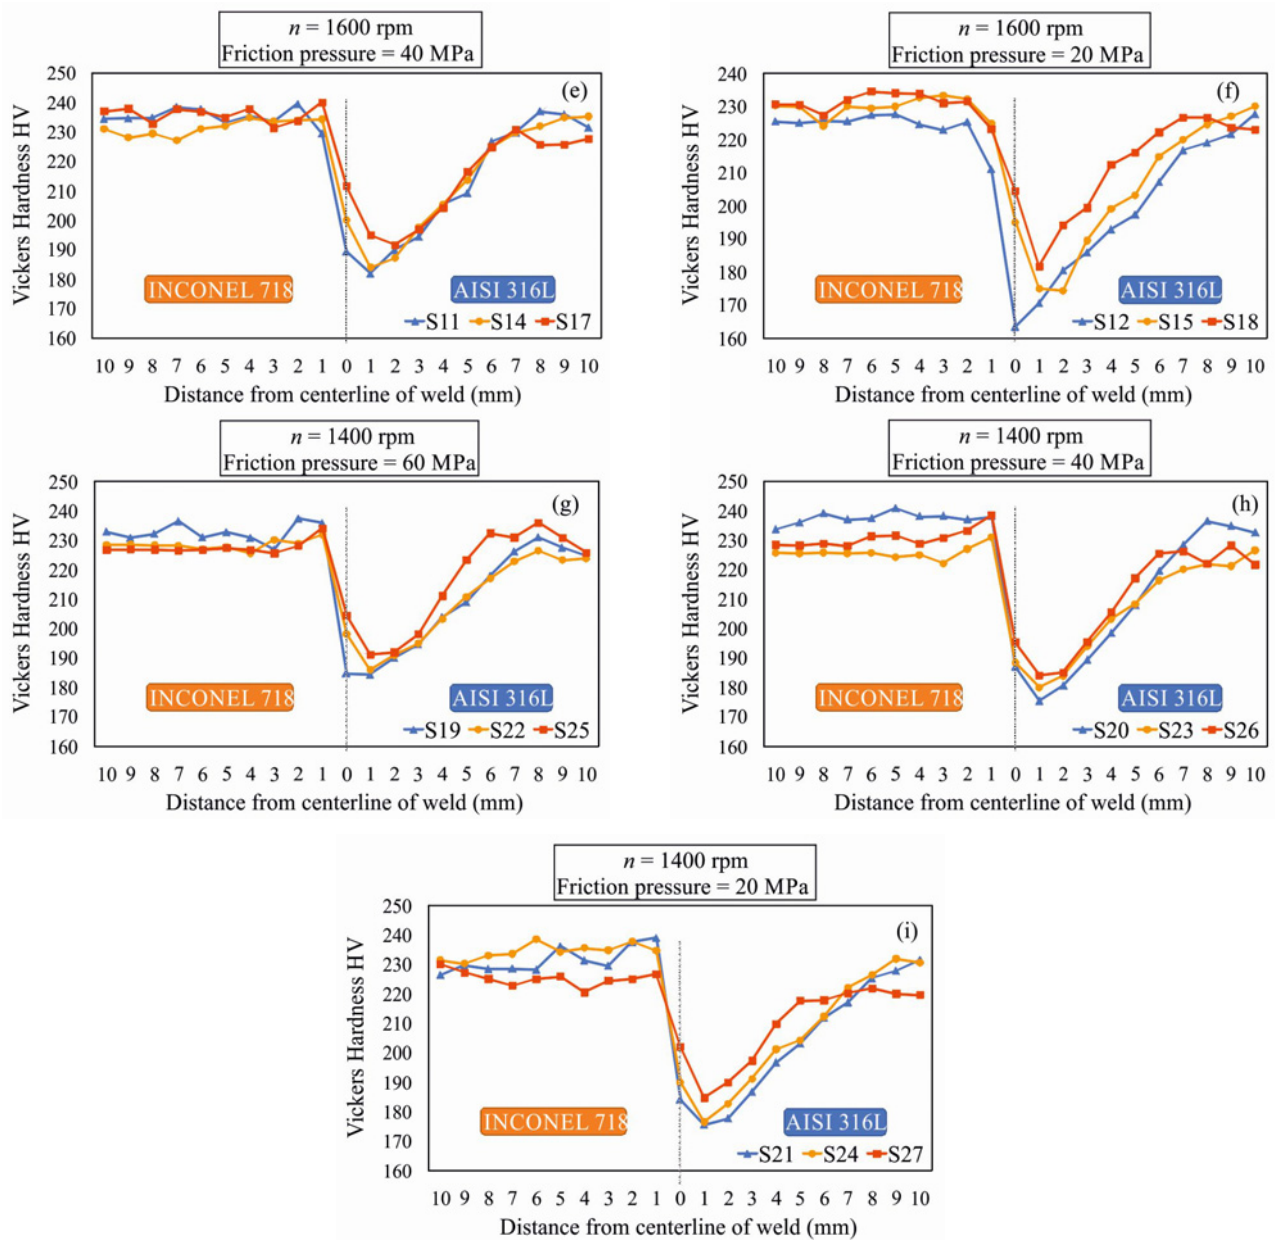 n = 1600 rpm
Friction pressure = 40 MPa
(e)
Vickers Hardness HV
250
240
230
220
210
200
190
180
170
160
INCONEL 718
AISI 316L
S11 S14 S17
10 9 8 7 6 5 4 3 2 1 0 1 2 3 4 5 6 7 8 9 10
Distance from centerline of weld (mm)
n = 1600 rpm
Friction pressure = 20 MPa
(f)
Vickers Hardness HV
240
230
220
210
200
190
180
170
160
INCONEL 718
AISI 316L
S12 S15 S18
10 9 8 7 6 5 4 3 2 1 0 1 2 3 4 5 6 7 8 9 10
Distance from centerline of weld (mm)
n = 1400 rpm
Friction pressure = 60 MPa
(g)
Vickers Hardness HV
250
240
230
220
210
200
190
180
170
160
INCONEL 718
AISI 316L
S19 S22 S25
10 9 8 7 6 5 4 3 2 1 0 1 2 3 4 5 6 7 8 9 10
Distance from centerline of weld (mm)
n = 1400 rpm
Friction pressure = 40 MPa
(h)
Vickers Hardness HV
250
240
230
220
210
200
190
180
170
160
INCONEL 718
AISI 316L
S20 S23 S26
10 9 8 7 6 5 4 3 2 1 0 1 2 3 4 5 6 7 8 9 10
Distance from centerline of weld (mm)
n = 1400 rpm
Friction pressure = 20 MPa
(i)
Vickers Hardness HV
250
240
230
220
210
200
190
180
170
160
INCONEL 718
AISI 316L
S21 S24 S27
10 9 8 7 6 5 4 3 2 1 0 1 2 3 4 5 6 7 8 9 10
Distance from centerline of weld (mm)